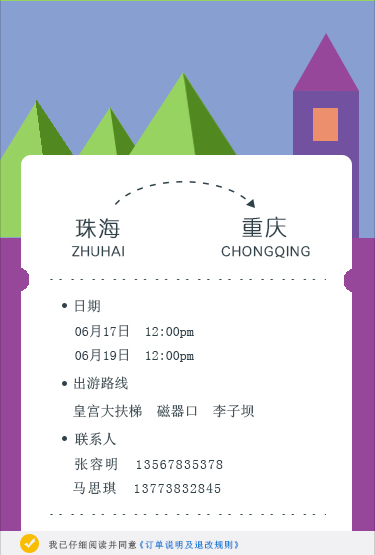 珠海 重庆
ZHUHAI CHONGQING
日期
06月17日 12:00pm
06月19日 12:00pm
出游路线
皇宫大扶梯 磁器口 李子坝
联系人
张容明 13567835378
马思琪 13773832845
我已仔细阅读并同意《订单说明及退改规则》